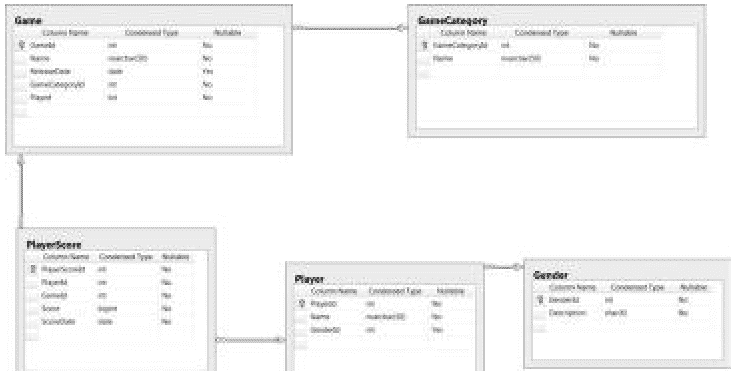 Game
Column Name Condensed Type Nullable
GameId int No
Name nvarchar(50) No
ReleaseDate date Yes
GameCategoryId int No
PlayerId int No
GameCategory
Column Name Condensed Type Nullable
GameCategoryId int No
Name nvarchar(50) No
PlayerScore
Column Name Condensed Type Nullable
PlayerScoreId int No
PlayerId int No
GameId int No
Score bigint No
ScoreDate date No
Player
Column Name Condensed Type Nullable
PlayerId int No
Name nvarchar(50) No
GenderId int Yes
Gender
Column Name Condensed Type Nullable
GenderId int No
Description No